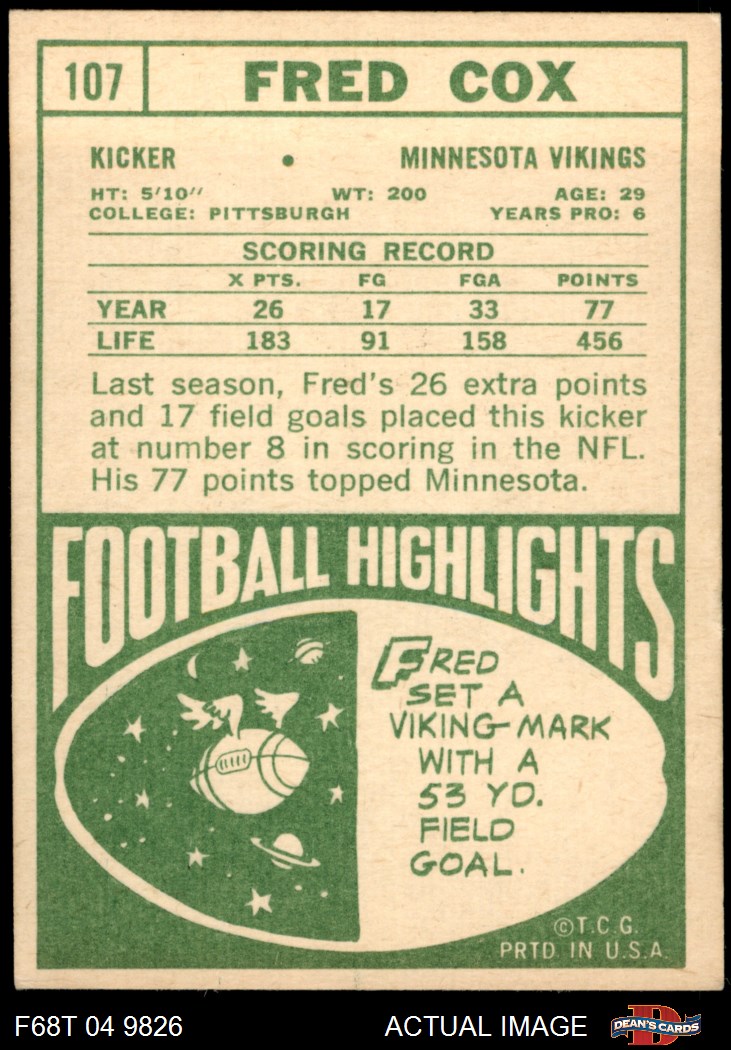 107 FRED COX
KICKER • MINNESOTA VIKINGS
HT: 5'10" WT: 200 AGE: 29
COLLEGE: PITTSBURGH YEARS PRO: 6
SCORING RECORD
X PTS. FG FGA POINTS
YEAR 26 17 33 77
LIFE 183 91 158 456
Last season, Fred's 26 extra points
and 17 field goals placed this kicker
at number 8 in scoring in the NFL.
His 77 points topped Minnesota.
FOOTBALL HIGHLIGHTS
FRED
SET A
VIKING-MARK
WITH A
53 YD.
FIELD
GOAL.
©T.C.G.
PRTD. IN U.S.A.
F68T 04 9826 ACTUAL IMAGE DEAN'S CARDS